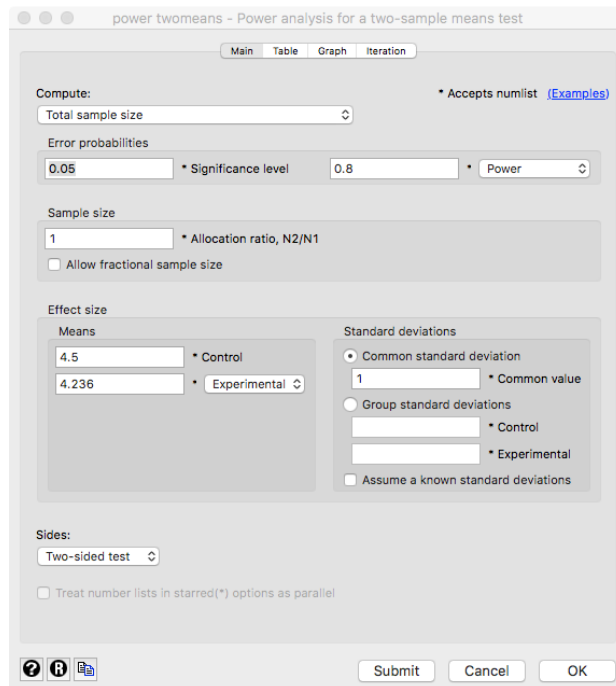 power twomeans - Power analysis for a two-sample means test
Main Table Graph Iteration
Compute: * Accepts numlist (Examples)
Total sample size
Error probabilities
0.05 * Significance level 0.8 * Power
Sample size
1 * Allocation ratio, N2/N1
Allow fractional sample size
Effect size
Means
4.5 * Control
4.236 * Experimental
Standard deviations
Common standard deviation
1 * Common value
Group standard deviations
* Control
* Experimental
Assume a known standard deviations
Sides:
Two-sided test
Treat number lists in starred(*) options as parallel
? R Submit Cancel OK